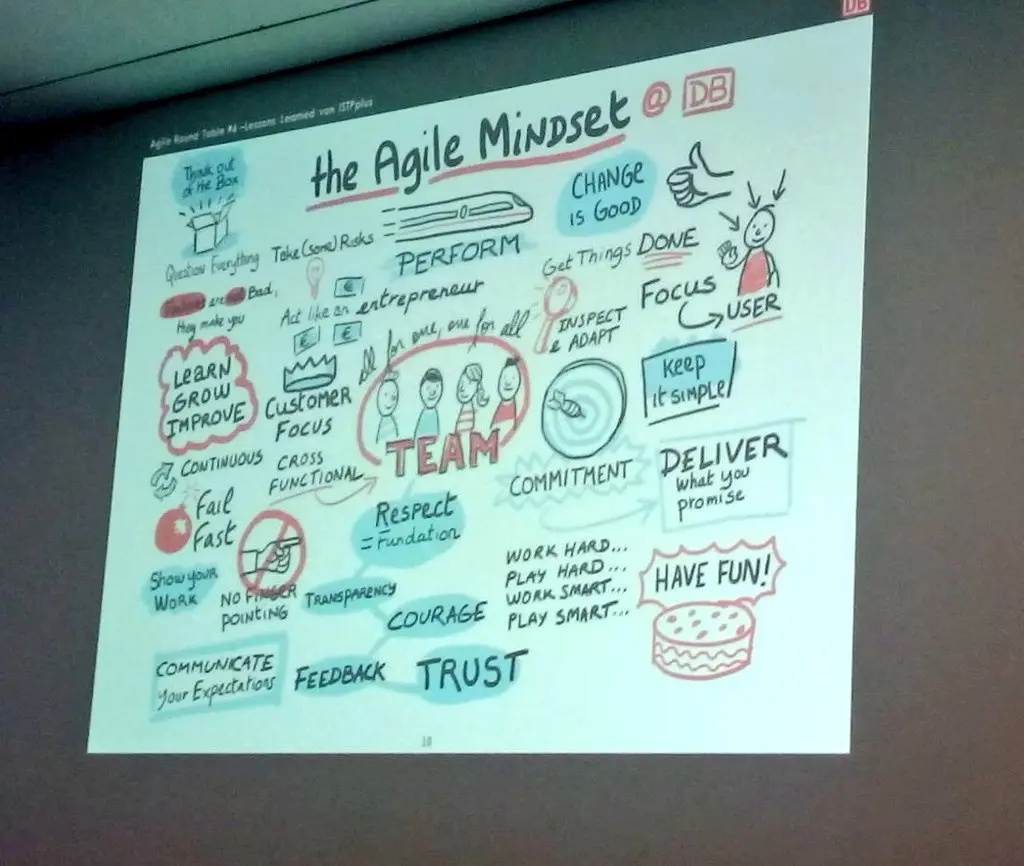 DB
Agile Round Table #6 -Lessons Learned von ISTPplus
the Agile Mindset @ DB
Think out
of the Box
Question Everything
Take (some) Risks
PERFORM
CHANGE
is GOOD
Failures are not Bad,
they make you
LEARN
GROW
IMPROVE
CONTINUOUS
Act like an entrepreneur
€
€
€
Get Things DONE
INSPECT
& ADAPT
FOCUS
USER
CUSTOMER
FOCUS
CROSS
FUNCTIONAL
all for one, one for all
TEAM
COMMITMENT
Keep
it SIMPLE/
DELIVER
what you
promise
Fail
Fast
NO FINGER
POINTING
Show your
WORK
Respect
= Fundation
TRANSPARENCY
COURAGE
WORK HARD...
PLAY HARD...
WORK SMART...
PLAY SMART...
HAVE FUN!
COMMUNICATE
your Expectations
FEEDBACK
TRUST